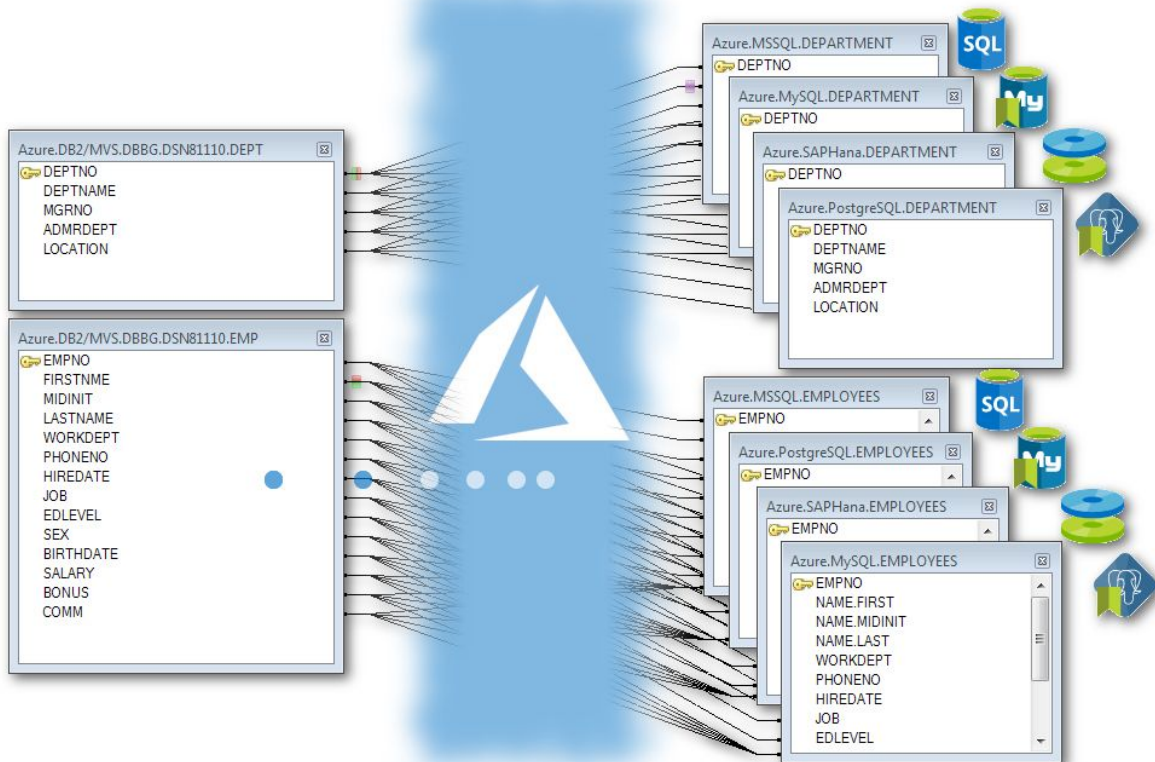 Azure.DB2/MVS.DBBG.DSN81110.DEPT
DEPTNO
DEPTNAME
MGRNO
ADMRDEPT
LOCATION
Azure.DB2/MVS.DBBG.DSN81110.EMP
EMPNO
FIRSTNME
MIDINIT
LASTNAME
WORKDEPT
PHONENO
HIREDATE
JOB
EDLEVEL
SEX
BIRTHDATE
SALARY
BONUS
COMM
Azure.MSSQL.DEPARTMENT
DEPTNO
SQL
Azure.MySQL.DEPARTMENT
DEPTNO
My
Azure.SAPHana.DEPARTMENT
DEPTNO
Azure.PostgreSQL.DEPARTMENT
DEPTNO
DEPTNAME
MGRNO
ADMRDEPT
LOCATION
Azure.MSSQL.EMPLOYEES
EMPNO
SQL
Azure.PostgreSQL.EMPLOYEES
EMPNO
My
Azure.SAPHana.EMPLOYEES
EMPNO
Azure.MySQL.EMPLOYEES
EMPNO
NAME.FIRST
NAME.MIDINIT
NAME.LAST
WORKDEPT
PHONENO
HIREDATE
JOB
EDLEVEL